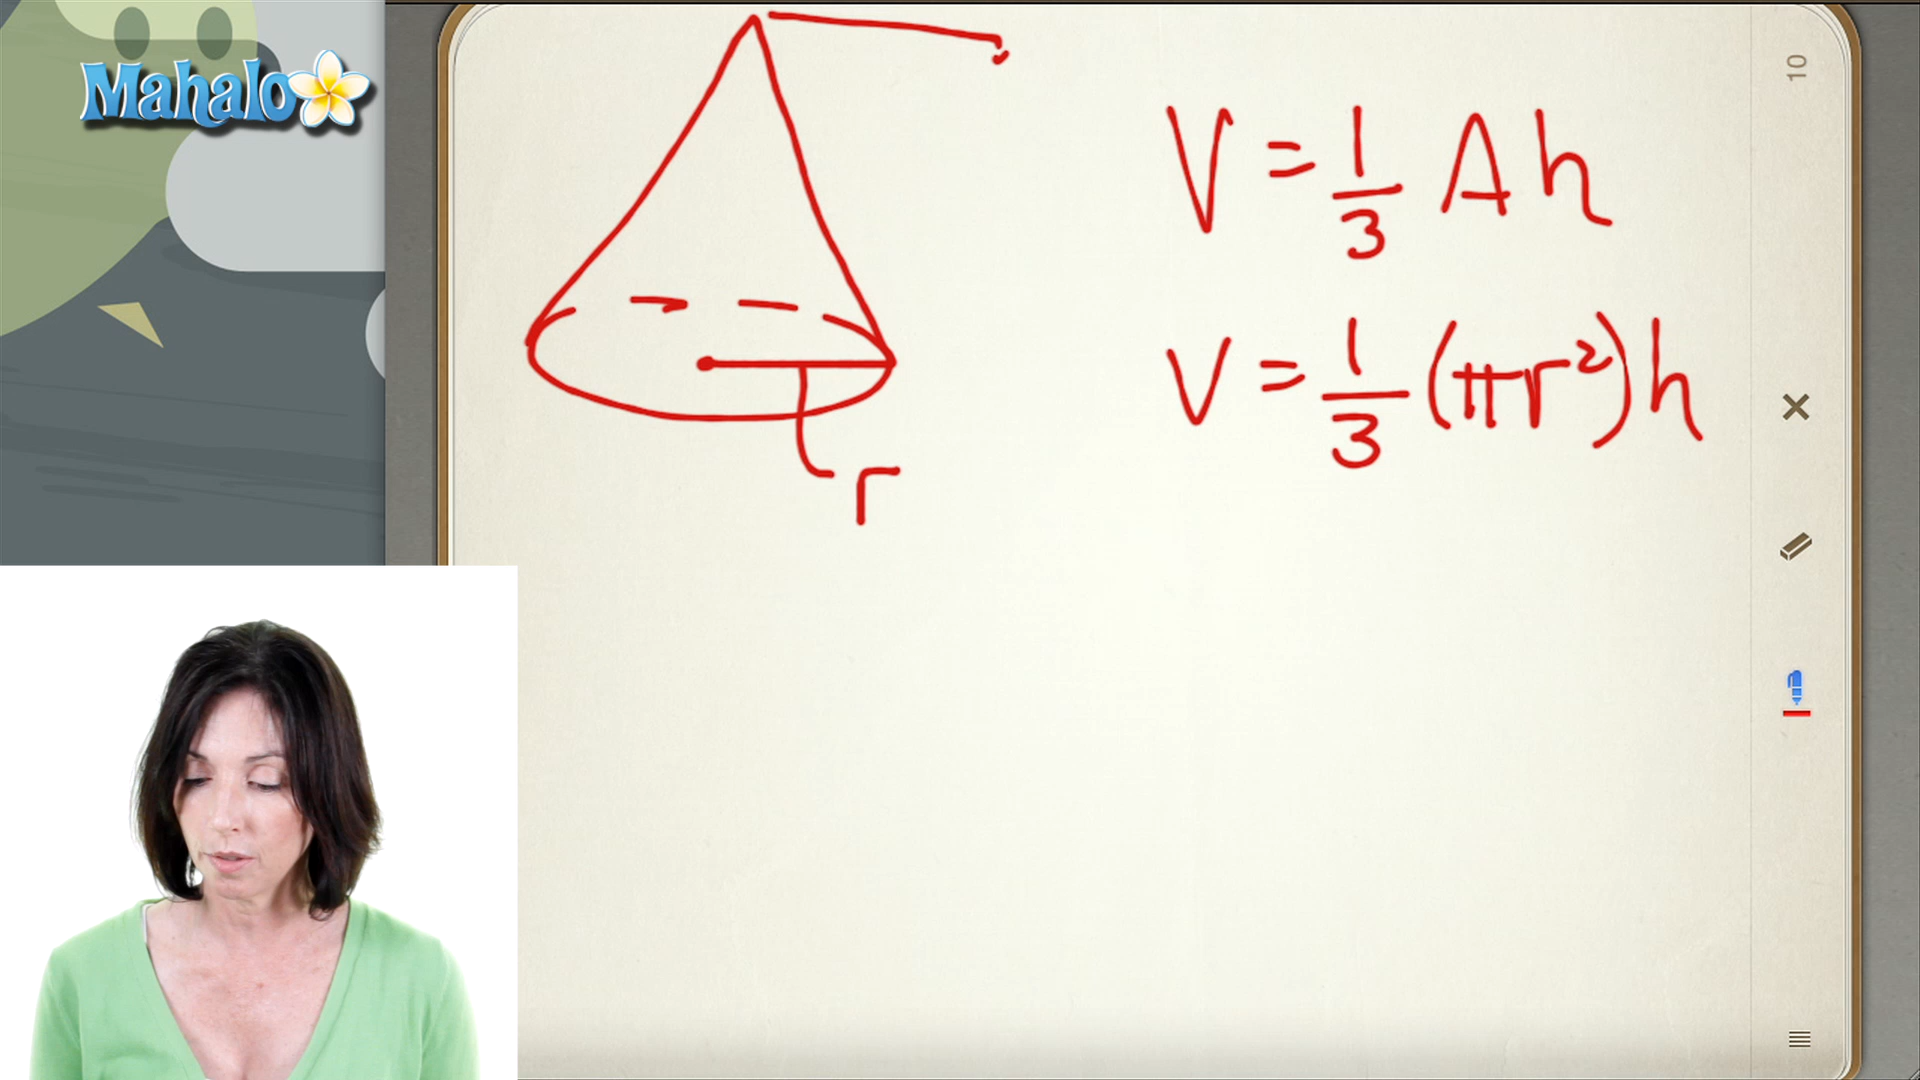 Mahalo
10
V = 1/3 Ah
V = 1/3 (πr²)h
r